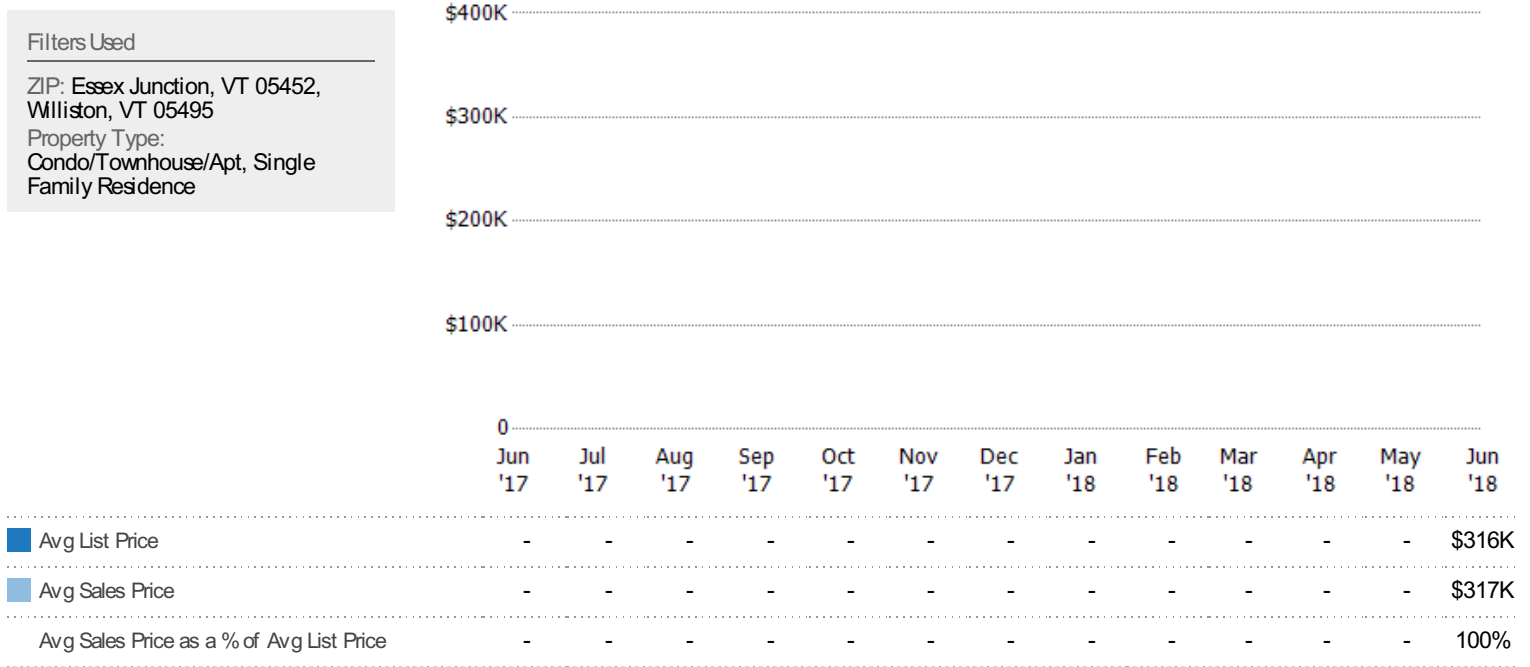 Filters Used
ZIP: Essex Junction, VT 05452,
Williston, VT 05495
Property Type:
Condo/Townhouse/Apt, Single
Family Residence
$400K
$300K
$200K
$100K
0
Jun Jul Aug Sep Oct Nov Dec Jan Feb Mar Apr May Jun
'17 '17 '17 '17 '17 '17 '17 '18 '18 '18 '18 '18 '18
Avg List Price - - - - - - - - - - - - $316K
Avg Sales Price - - - - - - - - - - - - $317K
Avg Sales Price as a % of Avg List Price - - - - - - - - - - - - 100%